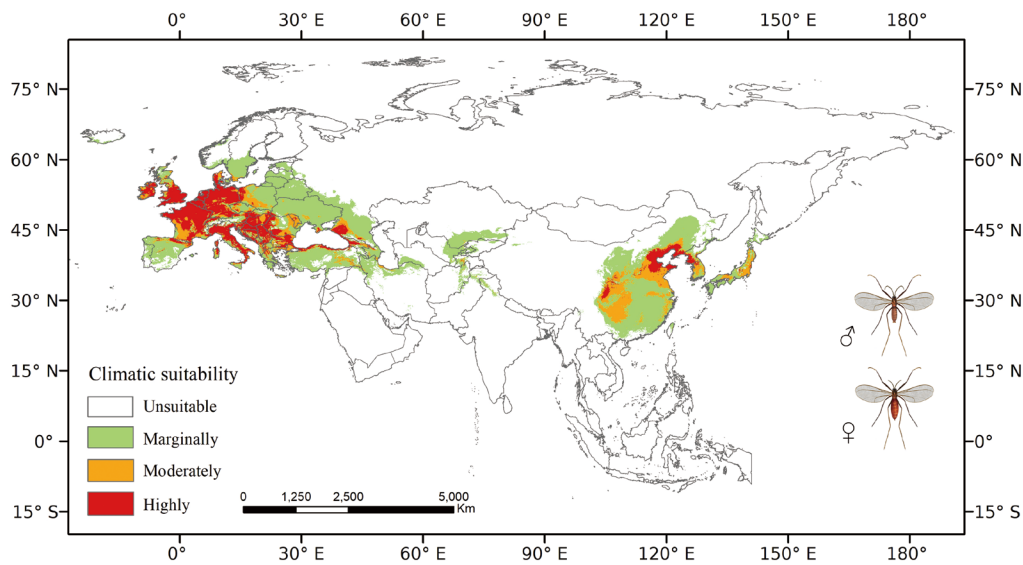 0° 30° E 60° E 90° E 120° E 150° E 180°
75° N 75° N
60° N 60° N
45° N 45° N
30° N 30° N
♂
15° N 15° N
Climatic suitability
Unsuitable
♀
Marginally
0° 0°
Moderately
Highly
0 1,250 2,500 5,000
Km
15° S 15° S
0° 30° E 60° E 90° E 120° E 150° E 180°